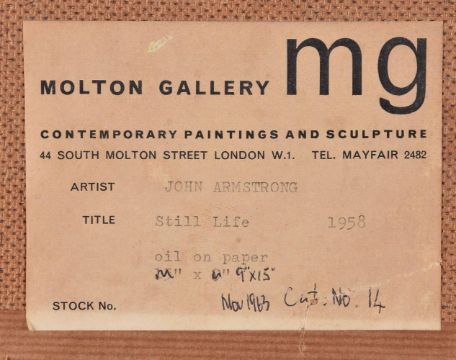 mg
MOLTON GALLERY
CONTEMPORARY PAINTINGS AND SCULPTURE
44 SOUTH MOLTON STREET LONDON W.1. TEL. MAYFAIR 2482
ARTIST JOHN ARMSTRONG
TITLE Still Life 1958
oil on paper
x 9"x15"
STOCK No. Nov 1963 Cat. No. 14